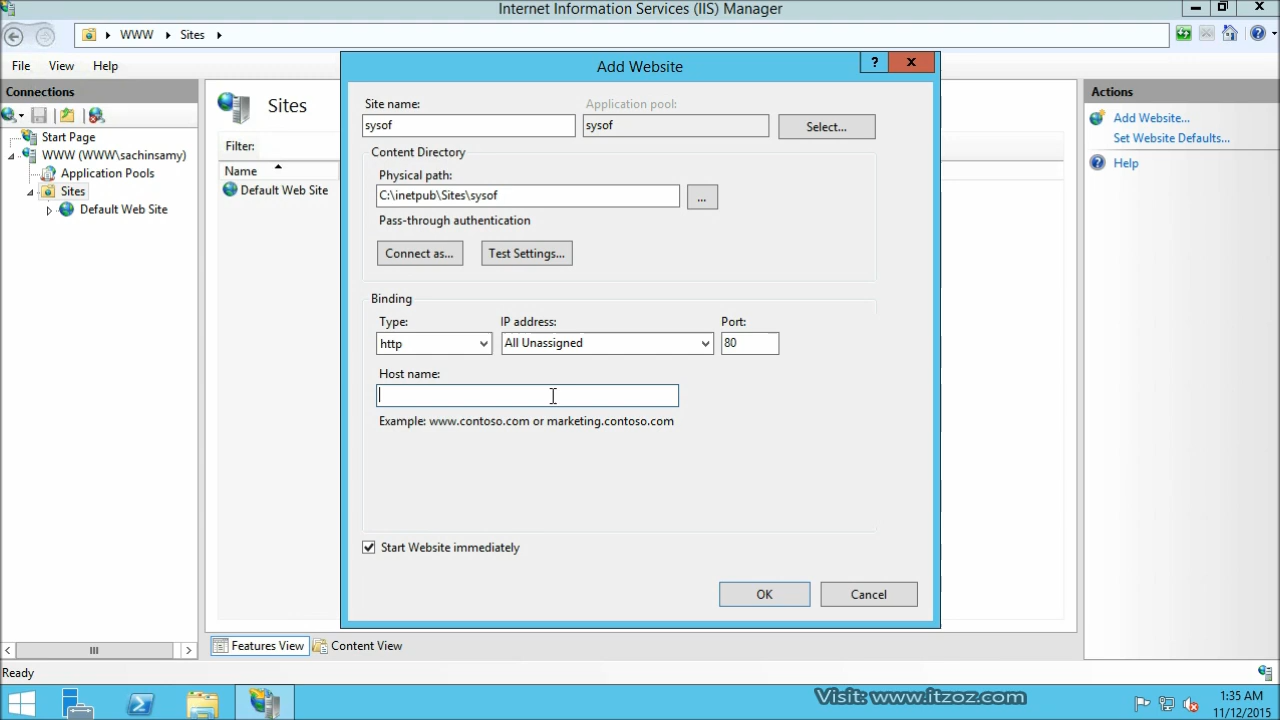 Internet Information Services (IIS) Manager
WWW Sites
File View Help
Connections
Start Page
WWW (WWW\sachinsamy)
Application Pools
Sites
Default Web Site
Sites
Filter:
Name
Default Web Site
Add Website
?
Site name:
Application pool:
sysof
sysof
Select...
Content Directory
Physical path:
C:\inetpub\Sites\sysof
...
Pass-through authentication
Connect as...
Test Settings...
Binding
Type:
IP address:
Port:
http
All Unassigned
80
Host name:
Example: www.contoso.com or marketing.contoso.com
Start Website immediately
OK
Cancel
Actions
Add Website...
Set Website Defaults...
Help
Features View
Content View
Ready
Visit: www.itzoz.com
1:35 AM
11/12/2015